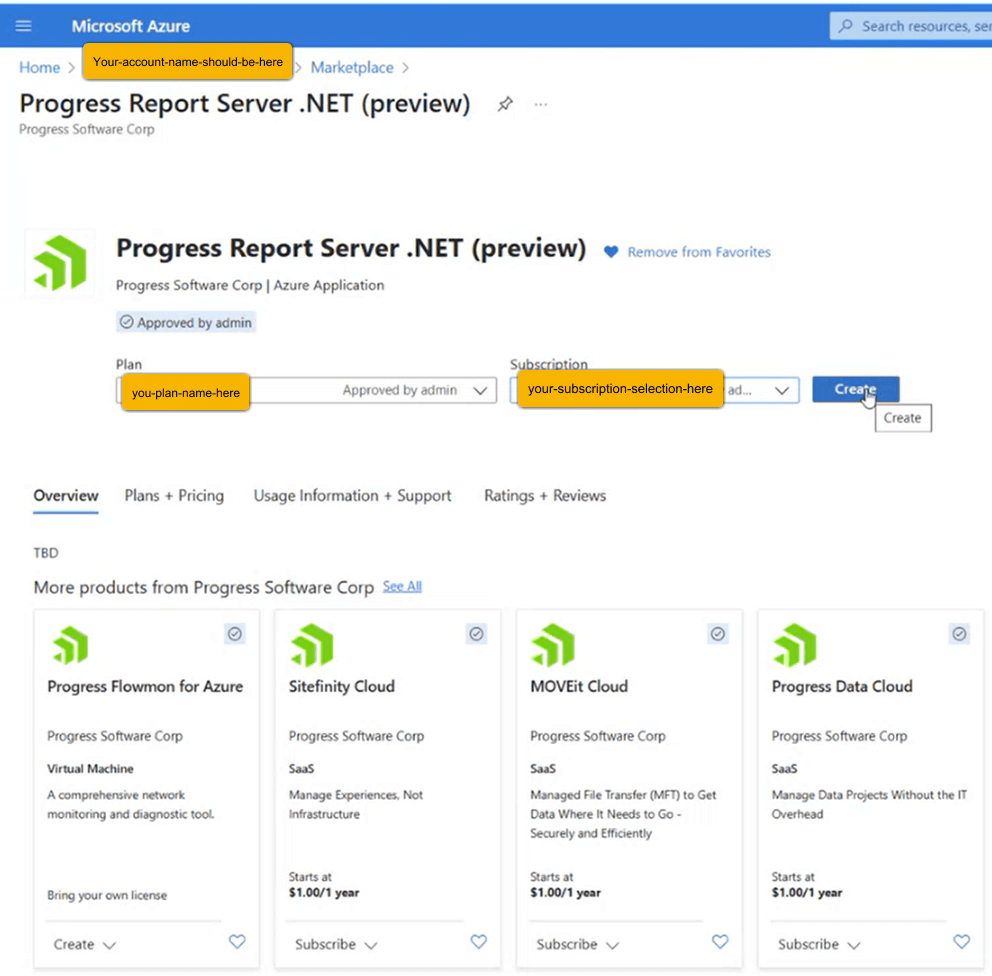 Microsoft Azure
Search resources, ser
Home > Your-account-name-should-be-here > Marketplace >
Progress Report Server .NET (preview) ...
Progress Software Corp
Progress Report Server .NET (preview) Remove from Favorites
Progress Software Corp | Azure Application
Approved by admin
Plan
Subscription
you-plan-name-here Approved by admin
your-subscription-selection-here ad...
Create
Create
Overview Plans + Pricing Usage Information + Support Ratings + Reviews
TBD
More products from Progress Software Corp See All
Progress Flowmon for Azure
Progress Software Corp
Virtual Machine
A comprehensive network
monitoring and diagnostic tool.
Bring your own license
Create
Sitefinity Cloud
Progress Software Corp
SaaS
Manage Experiences, Not
Infrastructure
Starts at
$1.00/1 year
Subscribe
MOVEit Cloud
Progress Software Corp
SaaS
Managed File Transfer (MFT) to Get
Data Where It Needs to Go -
Securely and Efficiently
Starts at
$1.00/1 year
Subscribe
Progress Data Cloud
Progress Software Corp
SaaS
Manage Data Projects Without the IT
Overhead
Starts at
$1.00/1 year
Subscribe